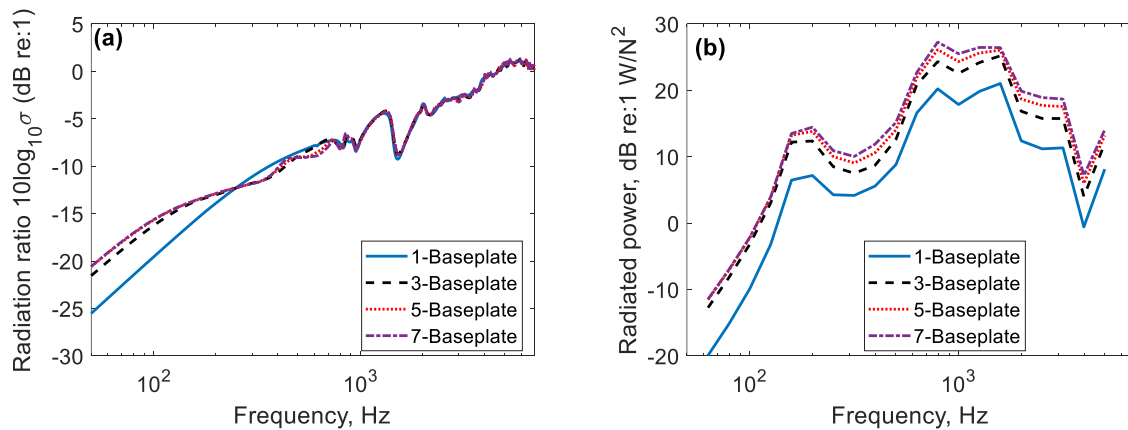 (a)
Radiation ratio 10log10σ (dB re:1)
5
0
-5
-10
-15
-20
-25
-30
10^2
10^3
Frequency, Hz
1-Baseplate
3-Baseplate
5-Baseplate
7-Baseplate
(b)
Radiated power, dB re:1 W/N^2
30
20
10
0
-10
-20
10^2
10^3
Frequency, Hz
1-Baseplate
3-Baseplate
5-Baseplate
7-Baseplate